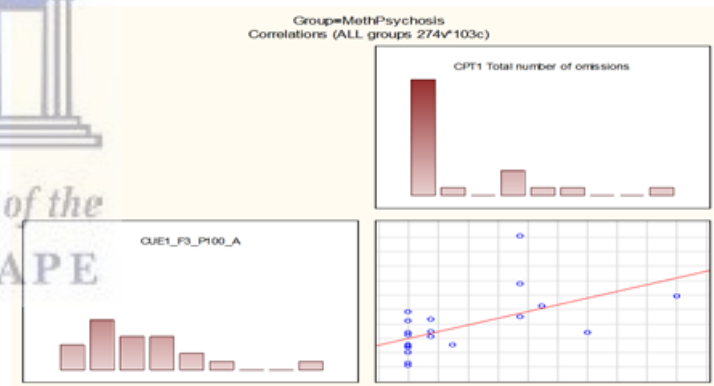 Group=MethPsychosis
Correlations (ALL groups 274v*103c)
CPT1 Total number of omissions
of the
CUE1_F3_P100_A
APE